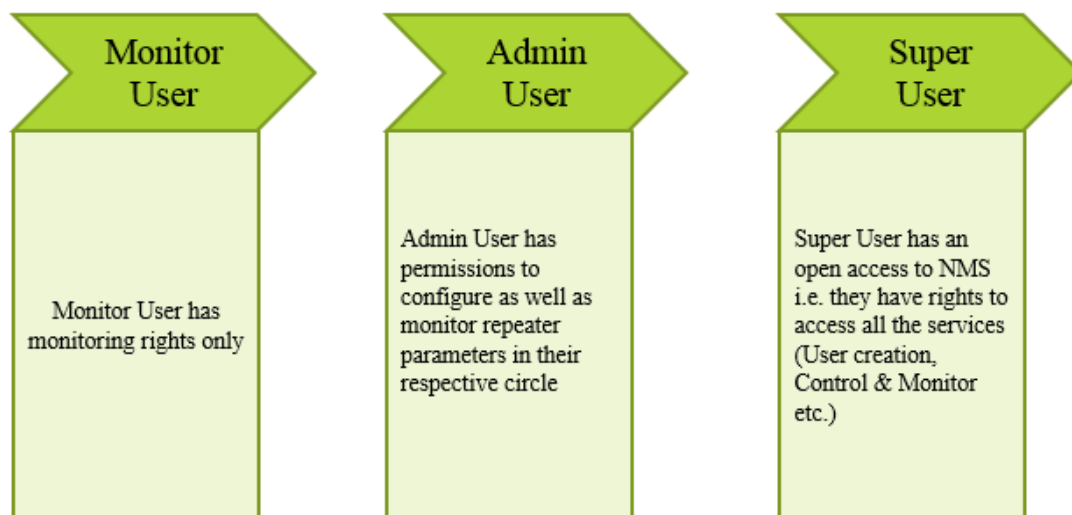 Monitor
User
Monitor User has
monitoring rights only
Admin
User
Admin User has
permissions to
configure as well as
monitor repeater
parameters in their
respective circle
Super
User
Super User has an
open access to NMS
i.e. they have rights to
access all the services
(User creation,
Control & Monitor
etc.)